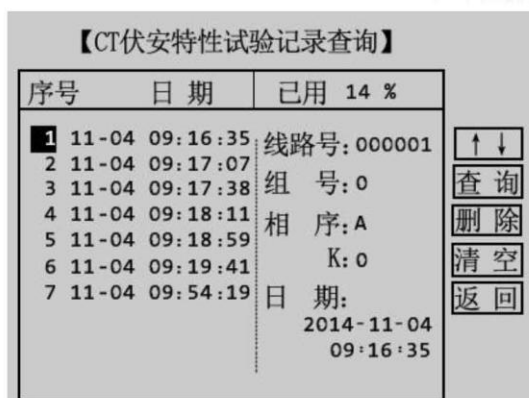 【CT伏安特性试验记录查询】
序号 日 期 已用 14 %
1 11-04 09:16:35
2 11-04 09:17:07
3 11-04 09:17:38
4 11-04 09:18:11
5 11-04 09:18:59
6 11-04 09:19:41
7 11-04 09:54:19
线路号:000001
组 号:0
相 序:A
K:0
日 期:
2014-11-04
09:16:35
↑↓
查 询
删 除
清 空
返 回